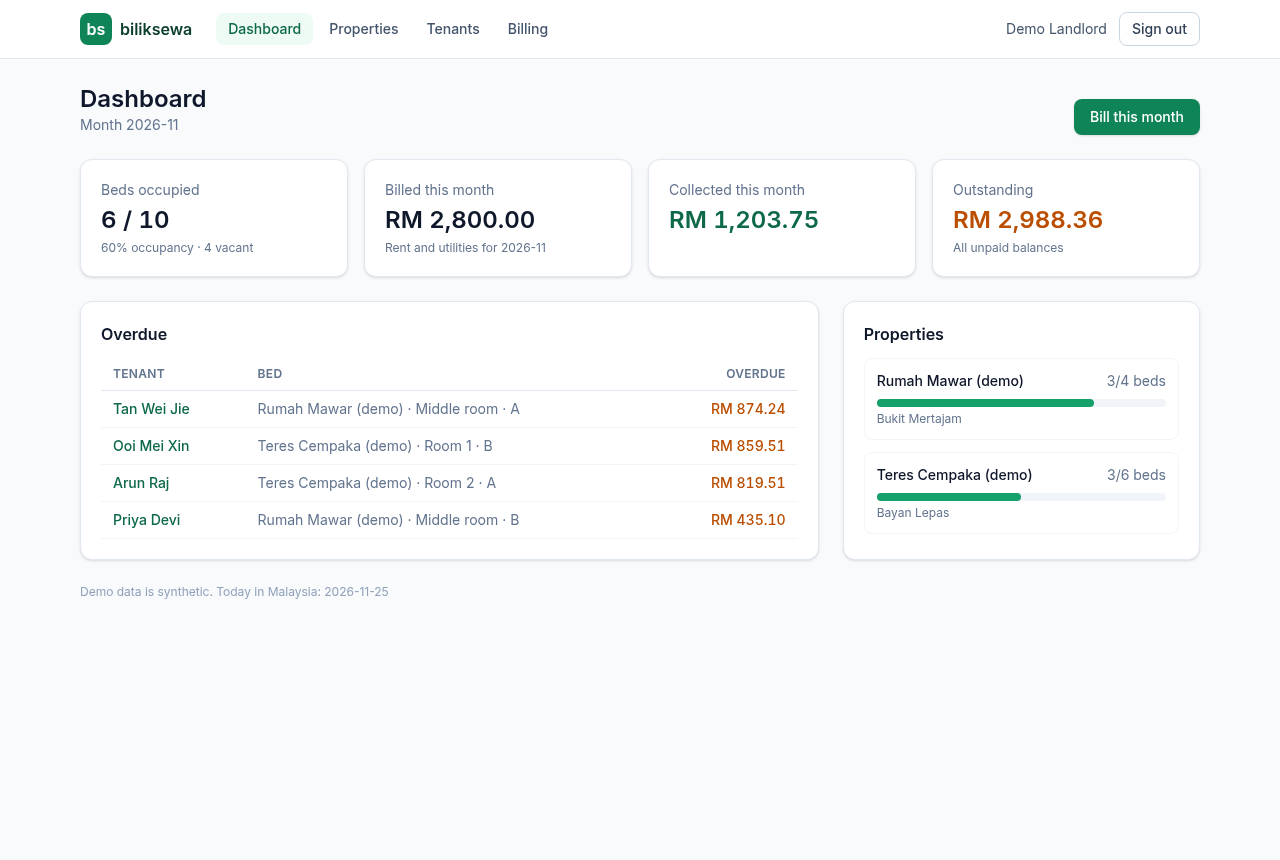 bs biliksewa Dashboard Properties Tenants Billing Demo Landlord Sign out
Dashboard
Month 2026-11
Bill this month
Beds occupied
6 / 10
60% occupancy · 4 vacant
Billed this month
RM 2,800.00
Rent and utilities for 2026-11
Collected this month
RM 1,203.75
Outstanding
RM 2,988.36
All unpaid balances
Overdue
TENANT BED OVERDUE
Tan Wei Jie Rumah Mawar (demo) · Middle room · A RM 874.24
Ooi Mei Xin Teres Cempaka (demo) · Room 1 · B RM 859.51
Arun Raj Teres Cempaka (demo) · Room 2 · A RM 819.51
Priya Devi Rumah Mawar (demo) · Middle room · B RM 435.10
Properties
Rumah Mawar (demo) 3/4 beds
Bukit Mertajam
Teres Cempaka (demo) 3/6 beds
Bayan Lepas
Demo data is synthetic. Today in Malaysia: 2026-11-25